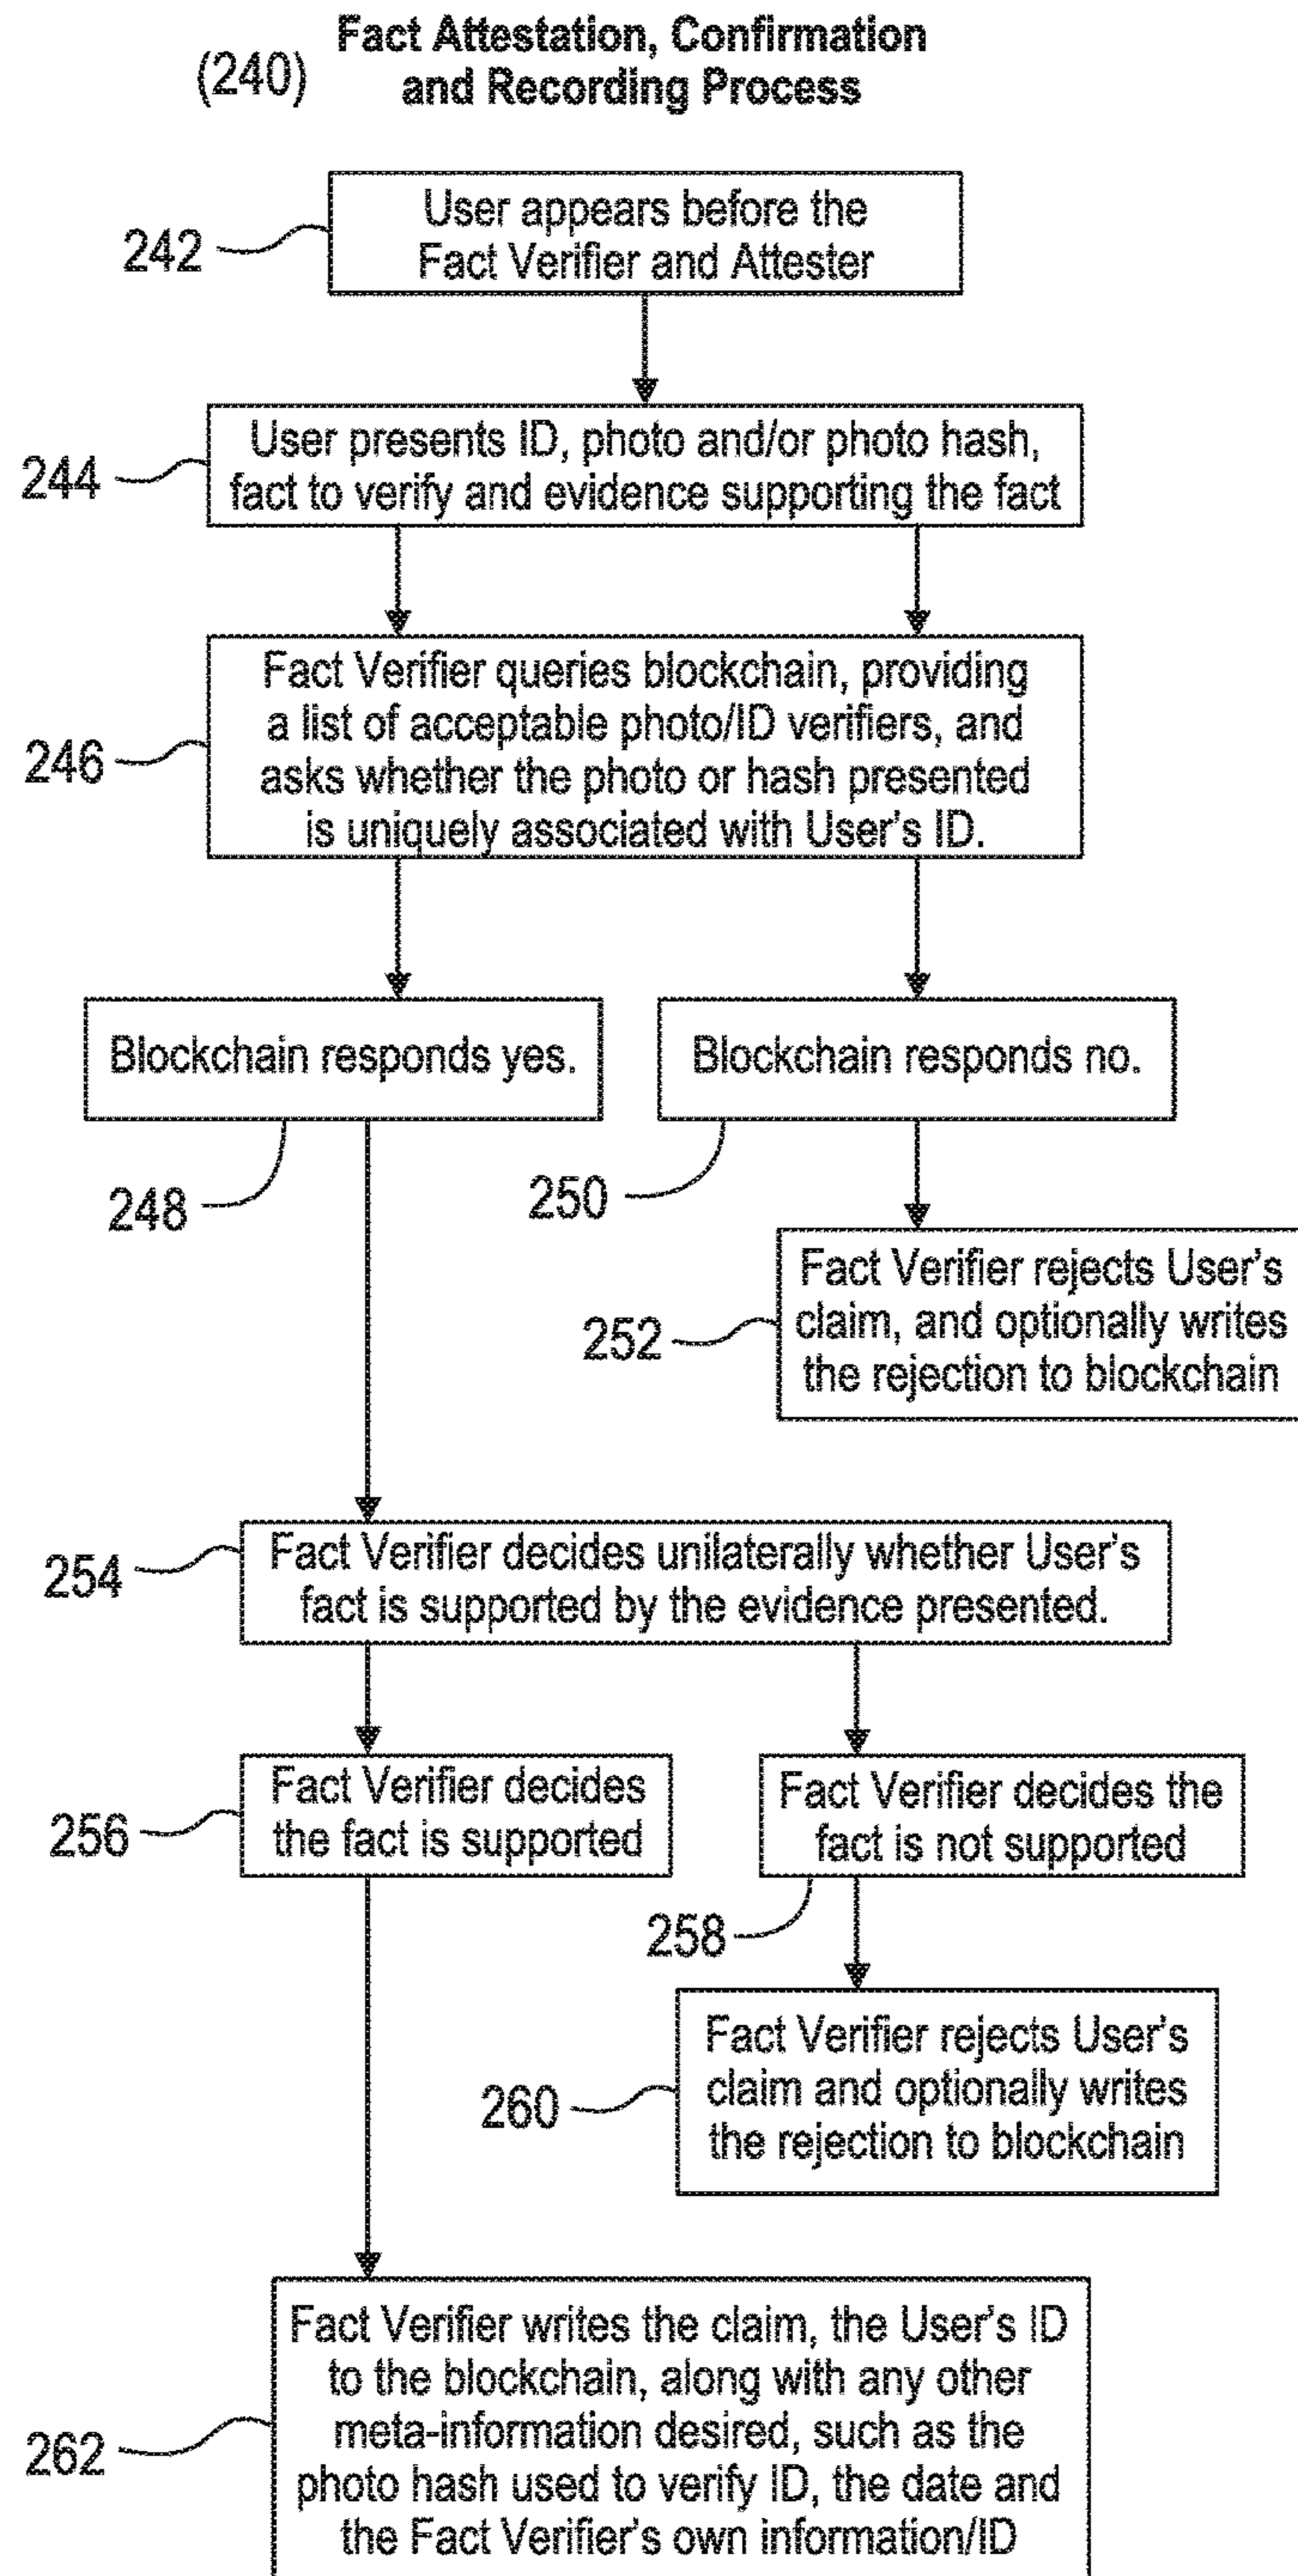 Fact Attestation, Confirmation
(240) and Recording Process
User appears before the
Fact Verifier and Attester
242
User presents ID, photo and/or photo hash,
fact to verify and evidence supporting the fact
244
Fact Verifier queries blockchain, providing
a list of acceptable photo/ID verifiers, and
asks whether the photo or hash presented
is uniquely associated with User's ID.
246
Blockchain responds yes.
248
Blockchain responds no.
250
Fact Verifier rejects User's
claim, and optionally writes
the rejection to blockchain
252
Fact Verifier decides unilaterally whether User's
fact is supported by the evidence presented.
254
Fact Verifier decides
the fact is supported
256
Fact Verifier decides the
fact is not supported
258
Fact Verifier rejects User's
claim and optionally writes
the rejection to blockchain
260
Fact Verifier writes the claim, the User's ID
to the blockchain, along with any other
meta-information desired, such as the
photo hash used to verify ID, the date and
the Fact Verifier's own information/ID
262